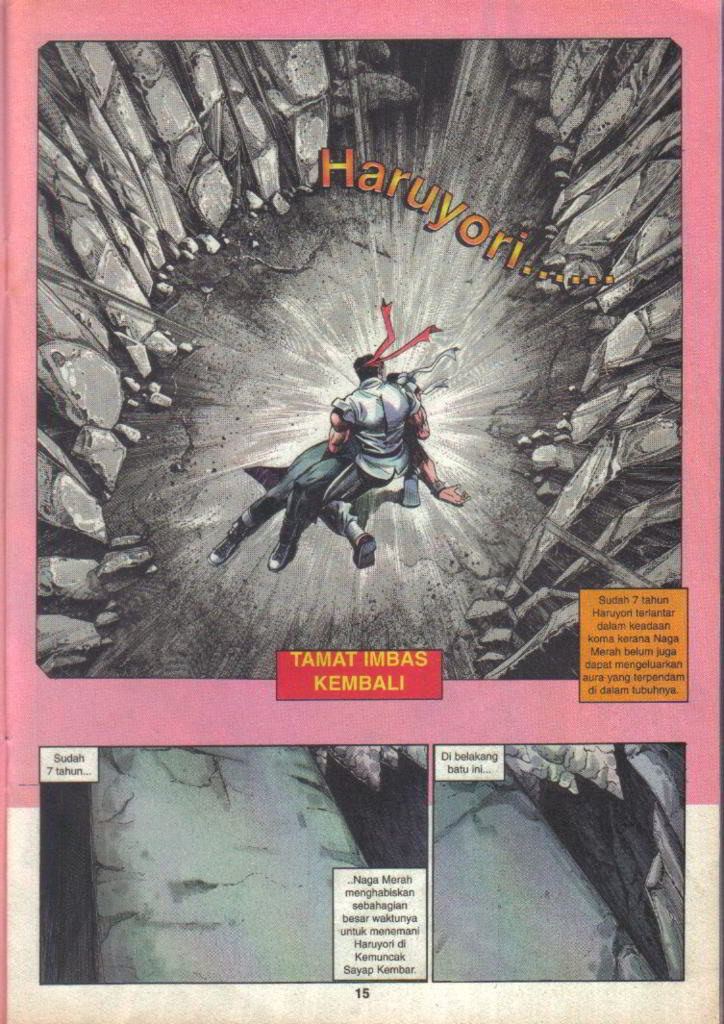 Haruyori......
Sudah 7 tahun
Haruyori terlantar
dalam keadaan
koma kerana Naga
Merah belum juga
dapat mengeluarkan
aura yang terpendam
di dalam tubuhnya.
TAMAT IMBAS
KEMBALI
Sudah
7 tahun...
..Naga Merah
menghabiskan
sebahagian
besar waktunya
untuk menemani
Haruyori di
Kemuncak
Sayap Kembar.
Di belakang
batu ini...
15